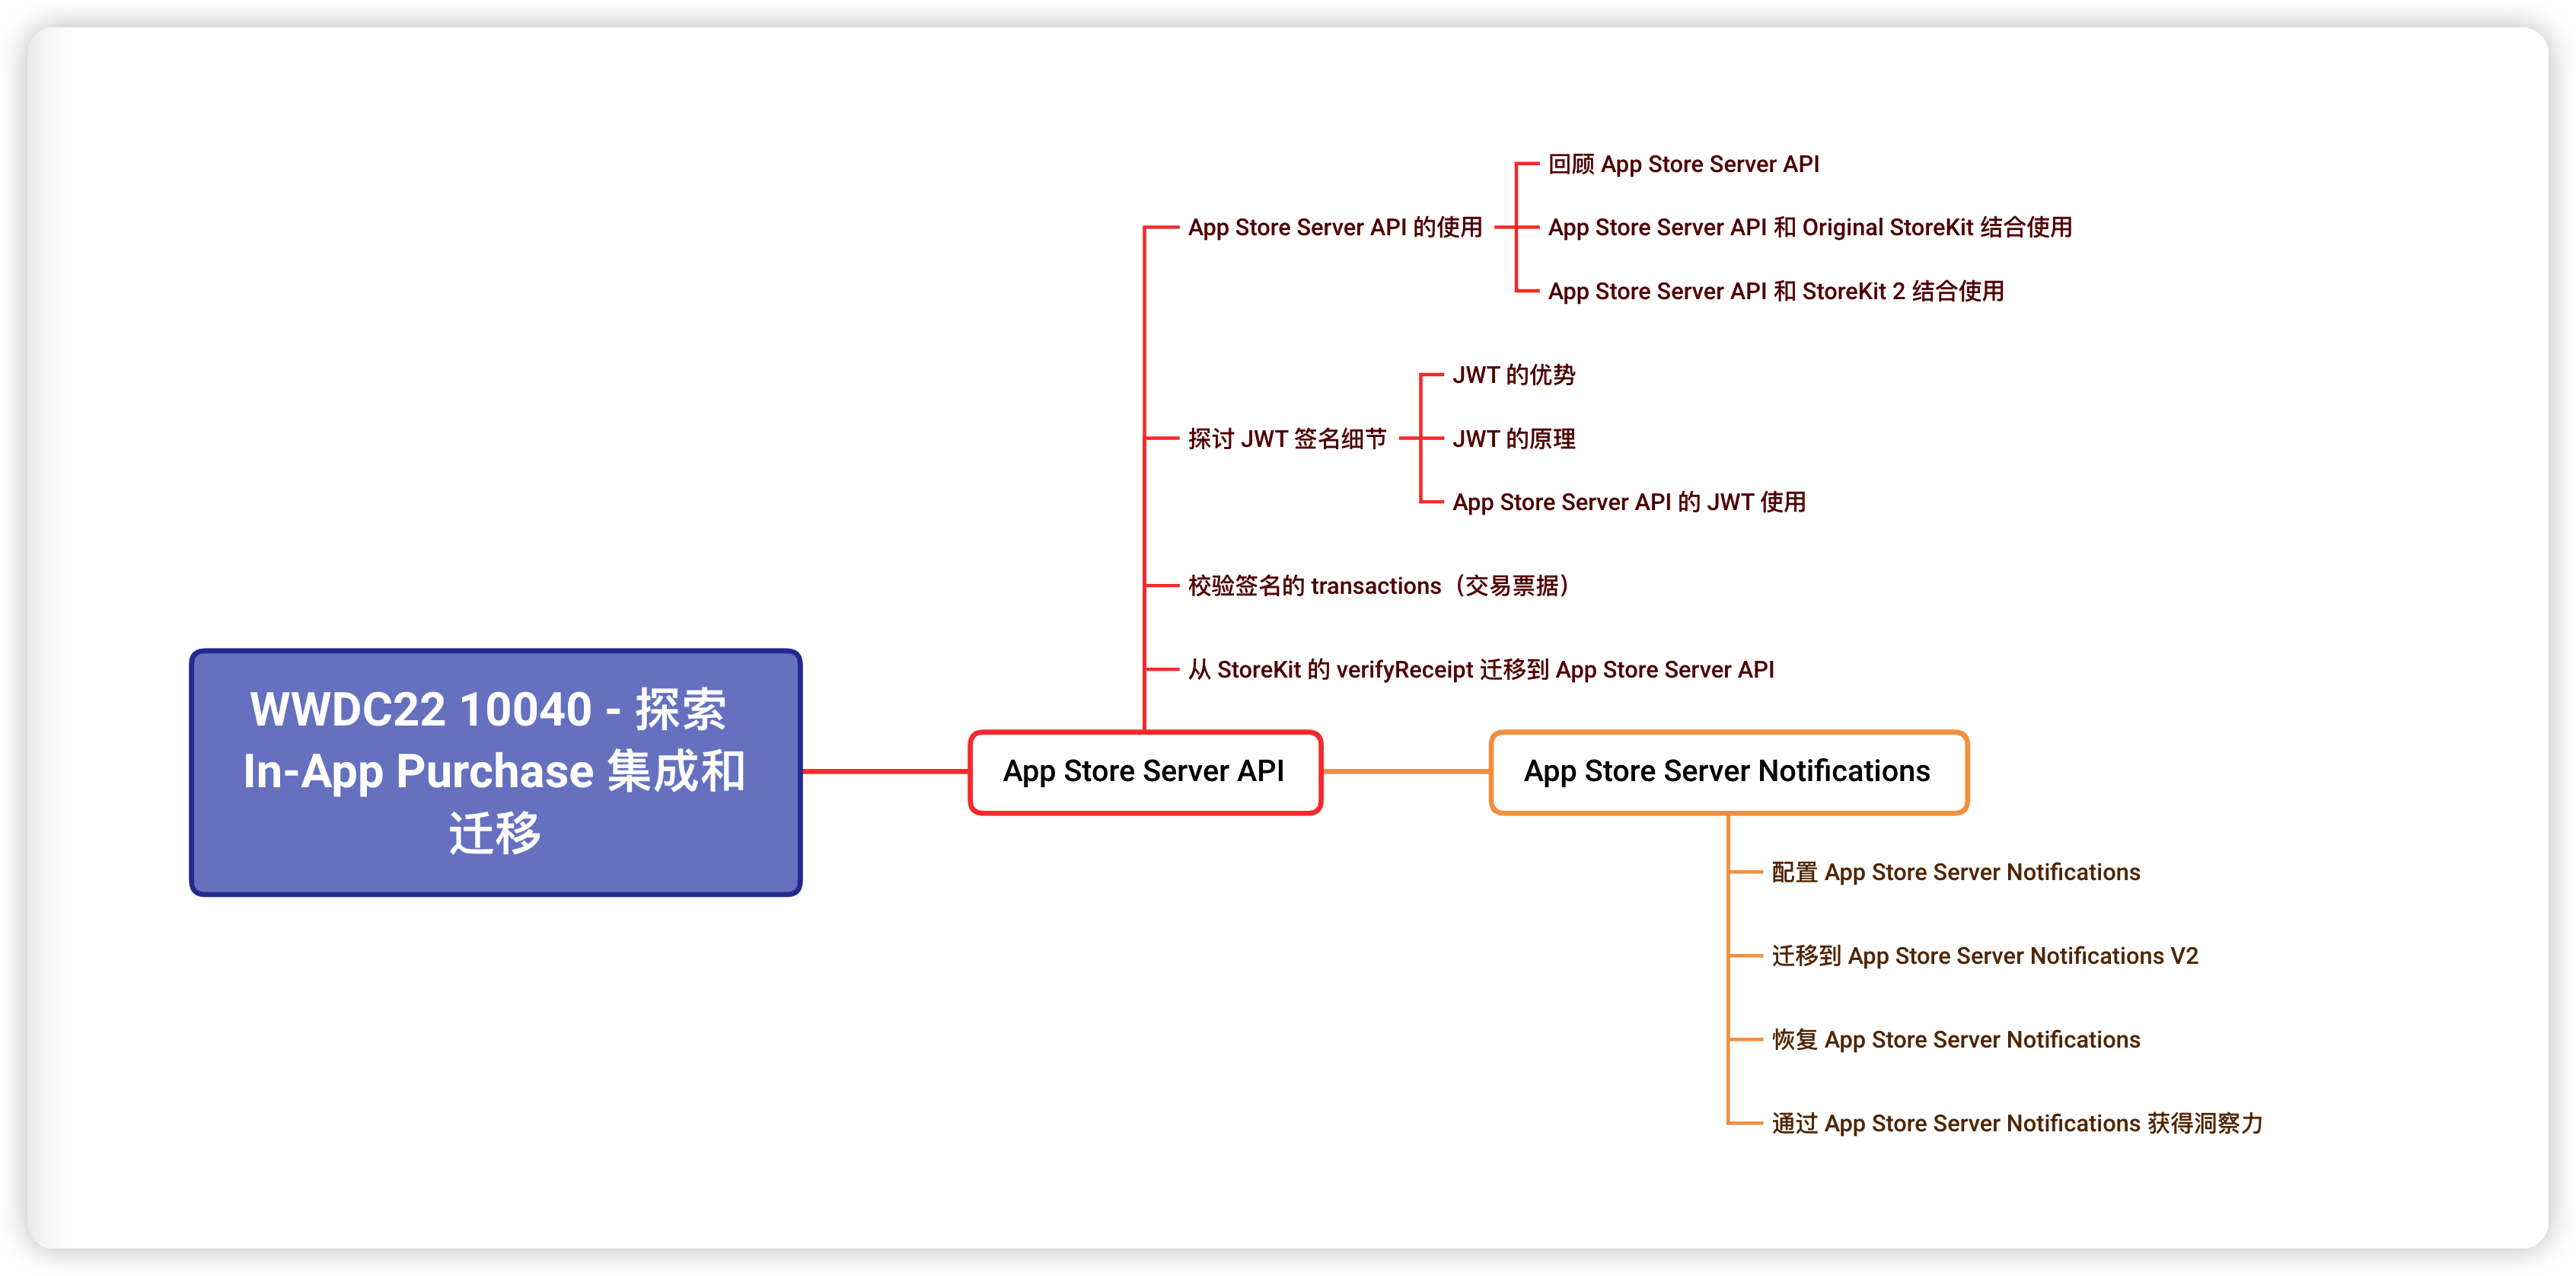 WWDC22 10040 - 探索
In-App Purchase 集成和
迁移
App Store Server API
App Store Server API 的使用
回顾 App Store Server API
App Store Server API 和 Original StoreKit 结合使用
App Store Server API 和 StoreKit 2 结合使用
探讨 JWT 签名细节
JWT 的优势
JWT 的原理
App Store Server API 的 JWT 使用
校验签名的 transactions（交易票据）
从 StoreKit 的 verifyReceipt 迁移到 App Store Server API
App Store Server Notifications
配置 App Store Server Notifications
迁移到 App Store Server Notifications V2
恢复 App Store Server Notifications
通过 App Store Server Notifications 获得洞察力